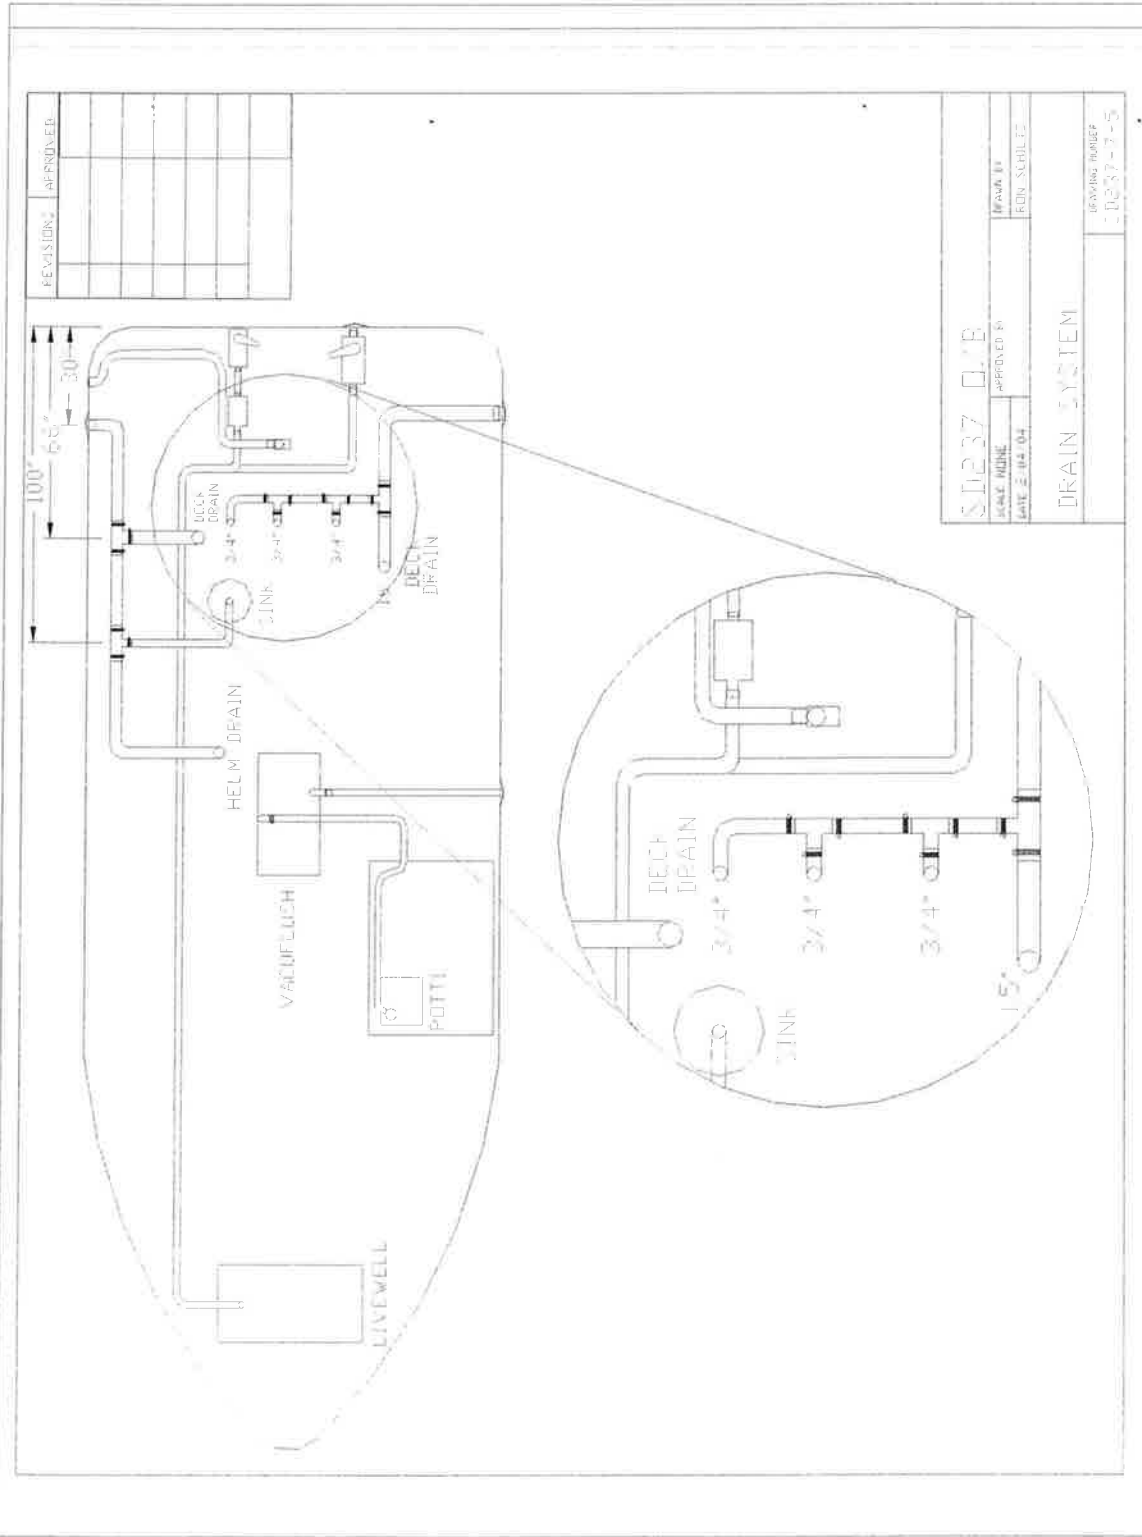 REVISIONS APPROVED
100"
68"
30
DECK
DRAIN
3/4"
3/4"
3/4"
DECK
DRAIN
SINK
HELM DRAIN
VACUFLUSH
POTTI
LIVEWELL
DECK
DRAIN
3/4"
3/4"
3/4"
1.5"
SINK
SCALE NONE
APPROVED BY
DRAWN BY
RON SCHULTZ
DRAIN SYSTEM
DRAWING NUMBER